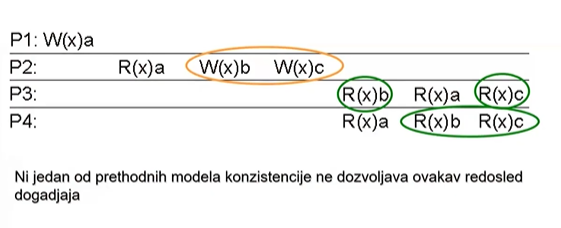 P1: W(x)a
P2: R(x)a W(x)b W(x)c
P3: R(x)b R(x)a R(x)c
P4: R(x)a R(x)b R(x)c
Ni jedan od prethodnih modela konzistencije ne dozvoljava ovakav redosled
dogadjaja